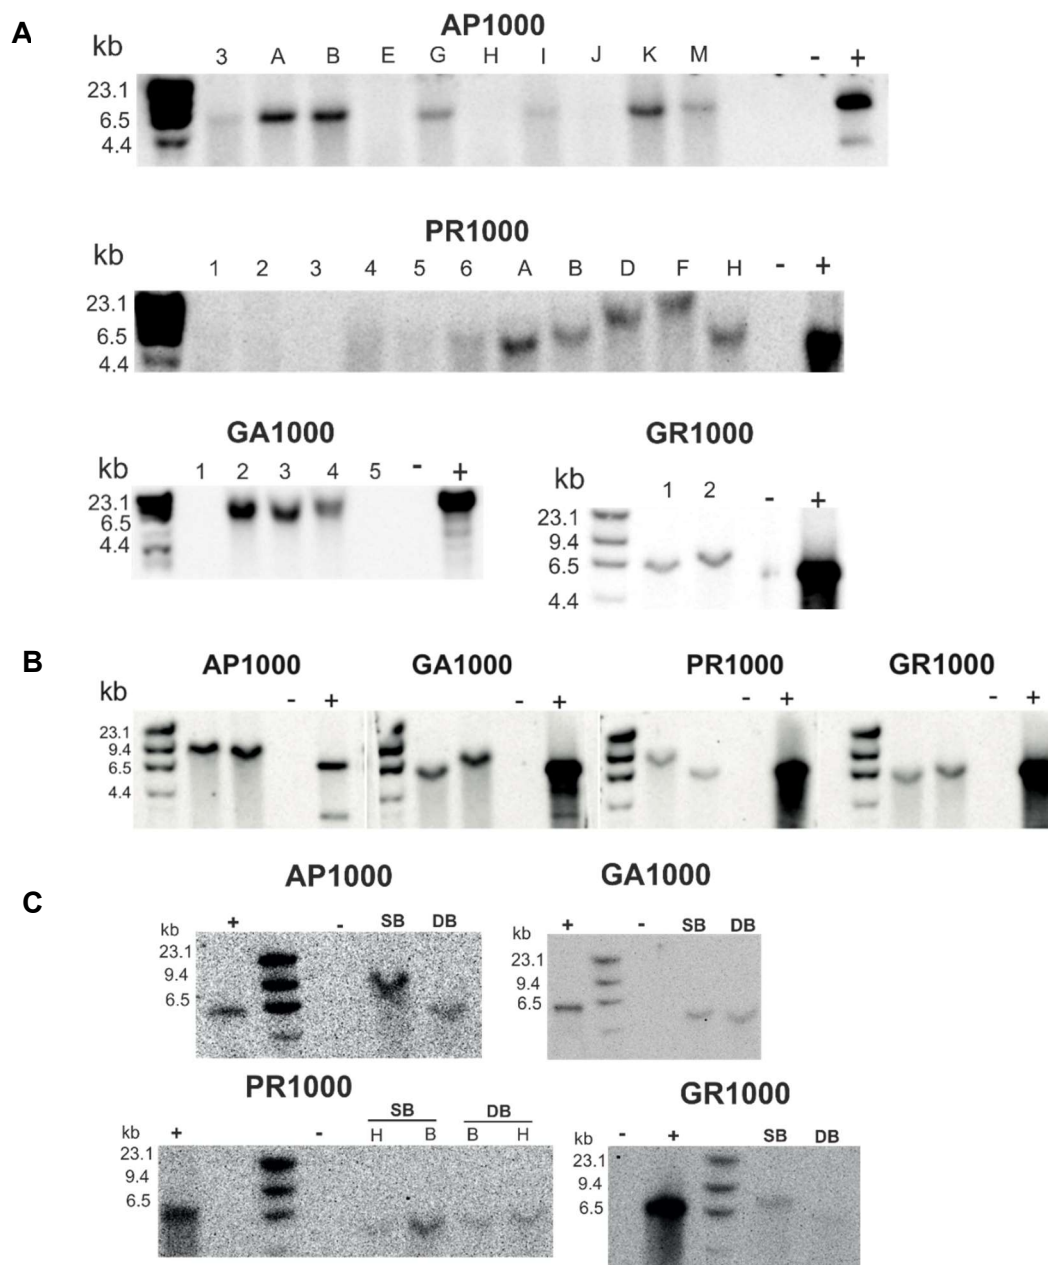 A
AP1000
kb 3 A B E G H I J K M - +
23.1
6.5
4.4
PR1000
kb 1 2 3 4 5 6 A B D F H - +
23.1
6.5
4.4
GA1000
kb 1 2 3 4 5 - +
23.1
6.5
4.4
GR1000
kb 1 2 - +
23.1
9.4
6.5
4.4
B
AP1000 GA1000 PR1000 GR1000
kb - + - + - + - +
23.1
9.4
6.5
4.4
C
AP1000
kb + - SB DB
23.1
9.4
6.5
GA1000
kb + - SB DB
23.1
9.4
6.5
PR1000
SB DB
kb + - H B B H
23.1
9.4
6.5
GR1000
kb - + SB DB
23.1
9.4
6.5